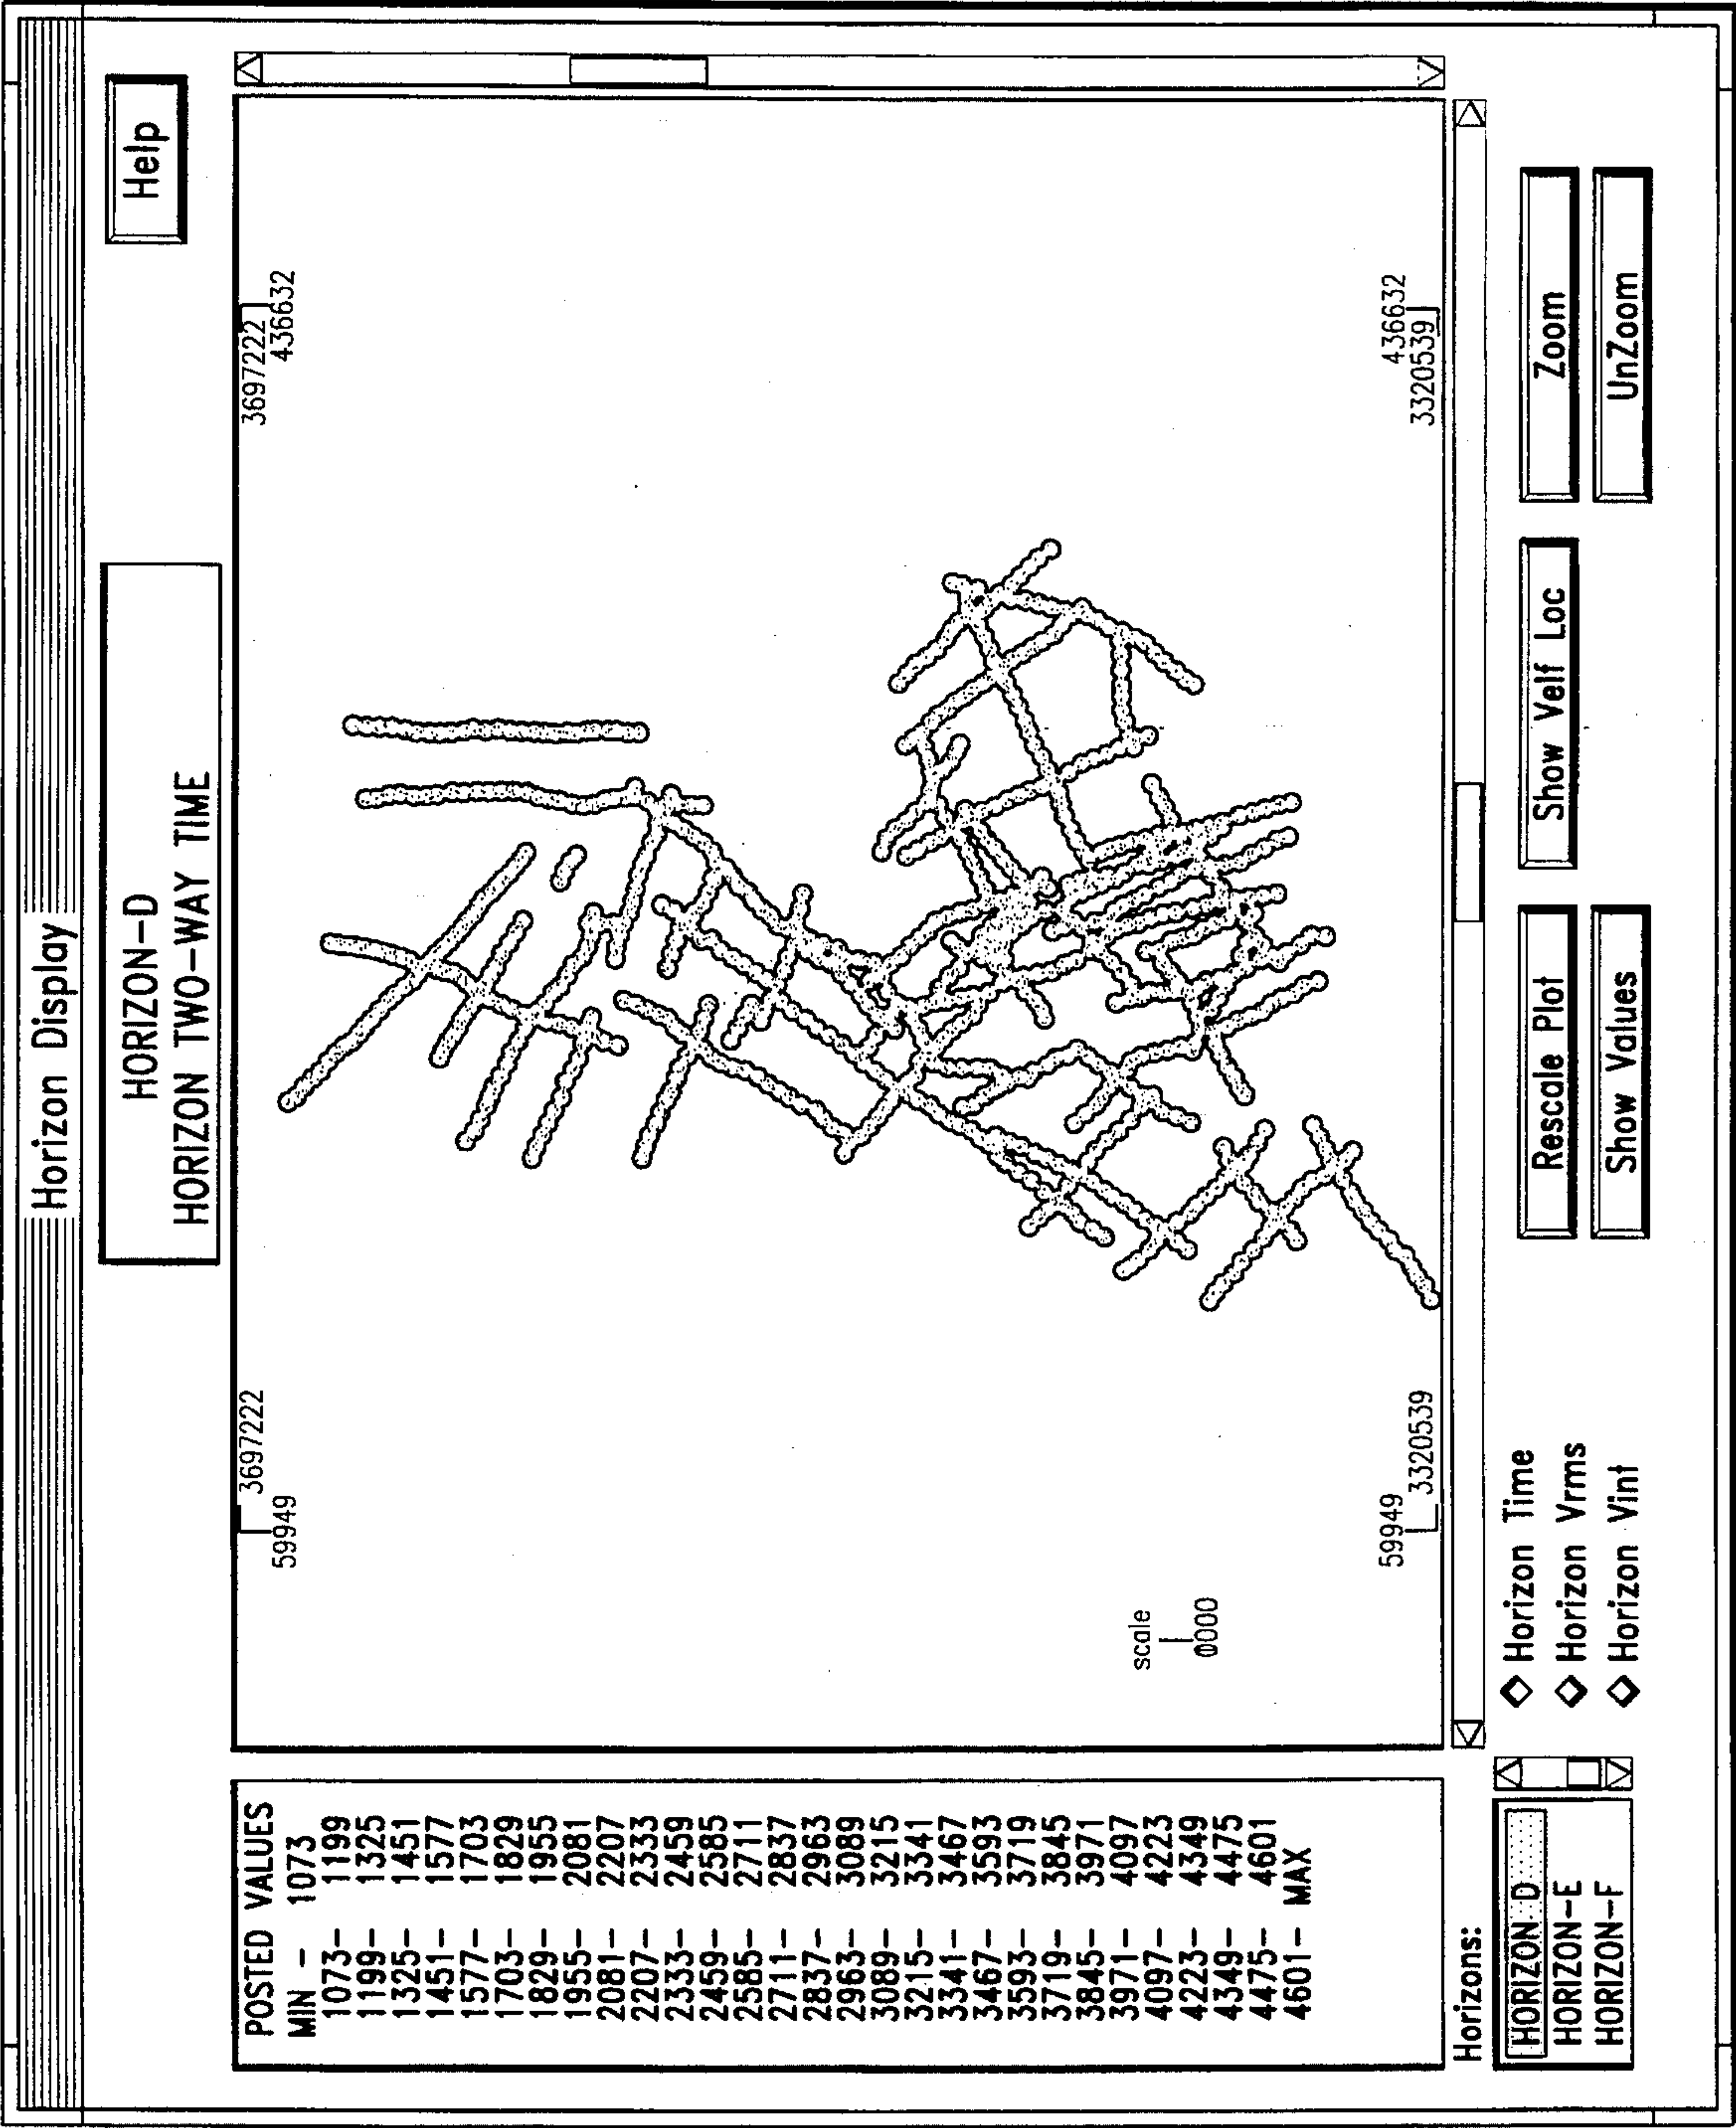 Horizon Display
HORIZON-D
HORIZON TWO-WAY TIME
Help
POSTED VALUES
MIN - 1073
1073- 1199
1199- 1325
1325- 1451
1451- 1577
1577- 1703
1703- 1829
1829- 1955
1955- 2081
2081- 2207
2207- 2333
2333- 2459
2459- 2585
2585- 2711
2711- 2837
2837- 2963
2963- 3089
3089- 3215
3215- 3341
3341- 3467
3467- 3593
3593- 3719
3719- 3845
3845- 3971
3971- 4097
4097- 4223
4223- 4349
4349- 4475
4475- 4601
4601- MAX
3697222
59949
3697222
436632
scale
0000
59949
3320539
436632
3320539
Horizons:
HORIZON D
HORIZON-E
HORIZON-F
Horizon Time
Horizon Vrms
Horizon Vint
Rescale Plot
Show Values
Show Velf Loc
Zoom
UnZoom